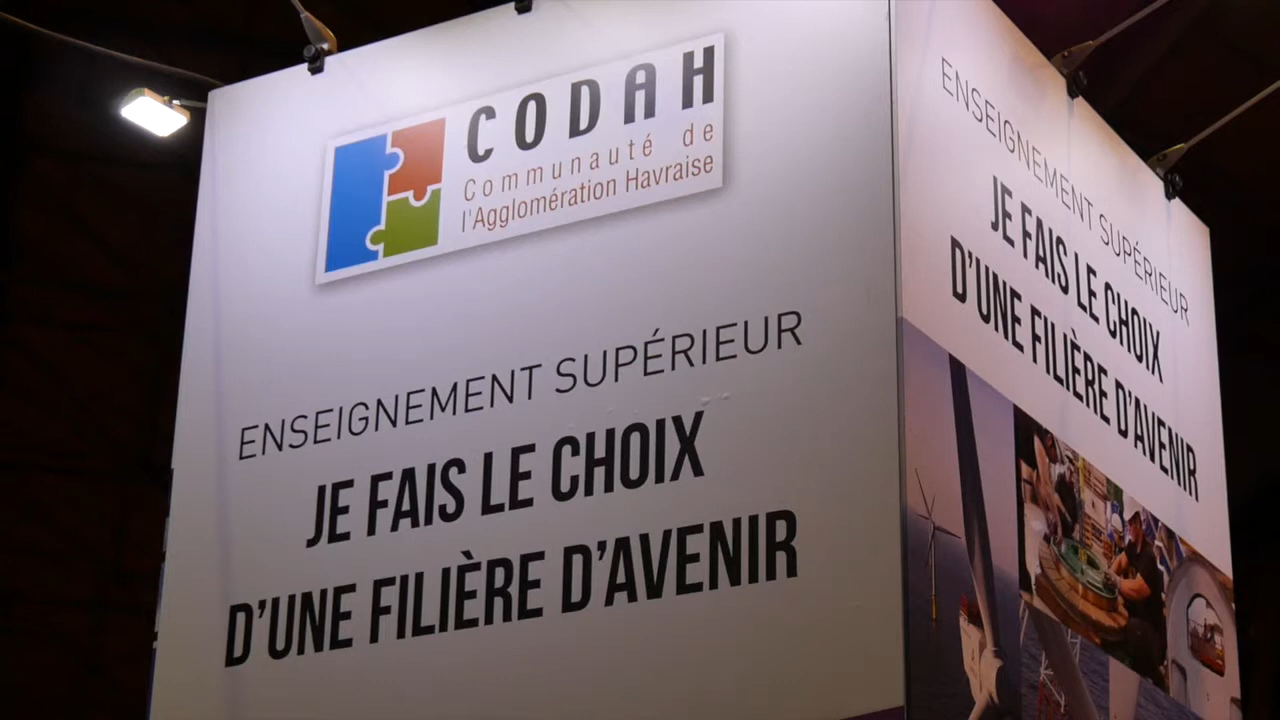 CODAH
Communauté de
l'Agglomération Havraise
ENSEIGNEMENT SUPÉRIEUR
JE FAIS LE CHOIX
D'UNE FILIÈRE D'AVENIR
ENSEIGNEMENT SUPÉRIEUR
JE FAIS LE CHOIX
D'UNE FILIÈRE D'AVENIR